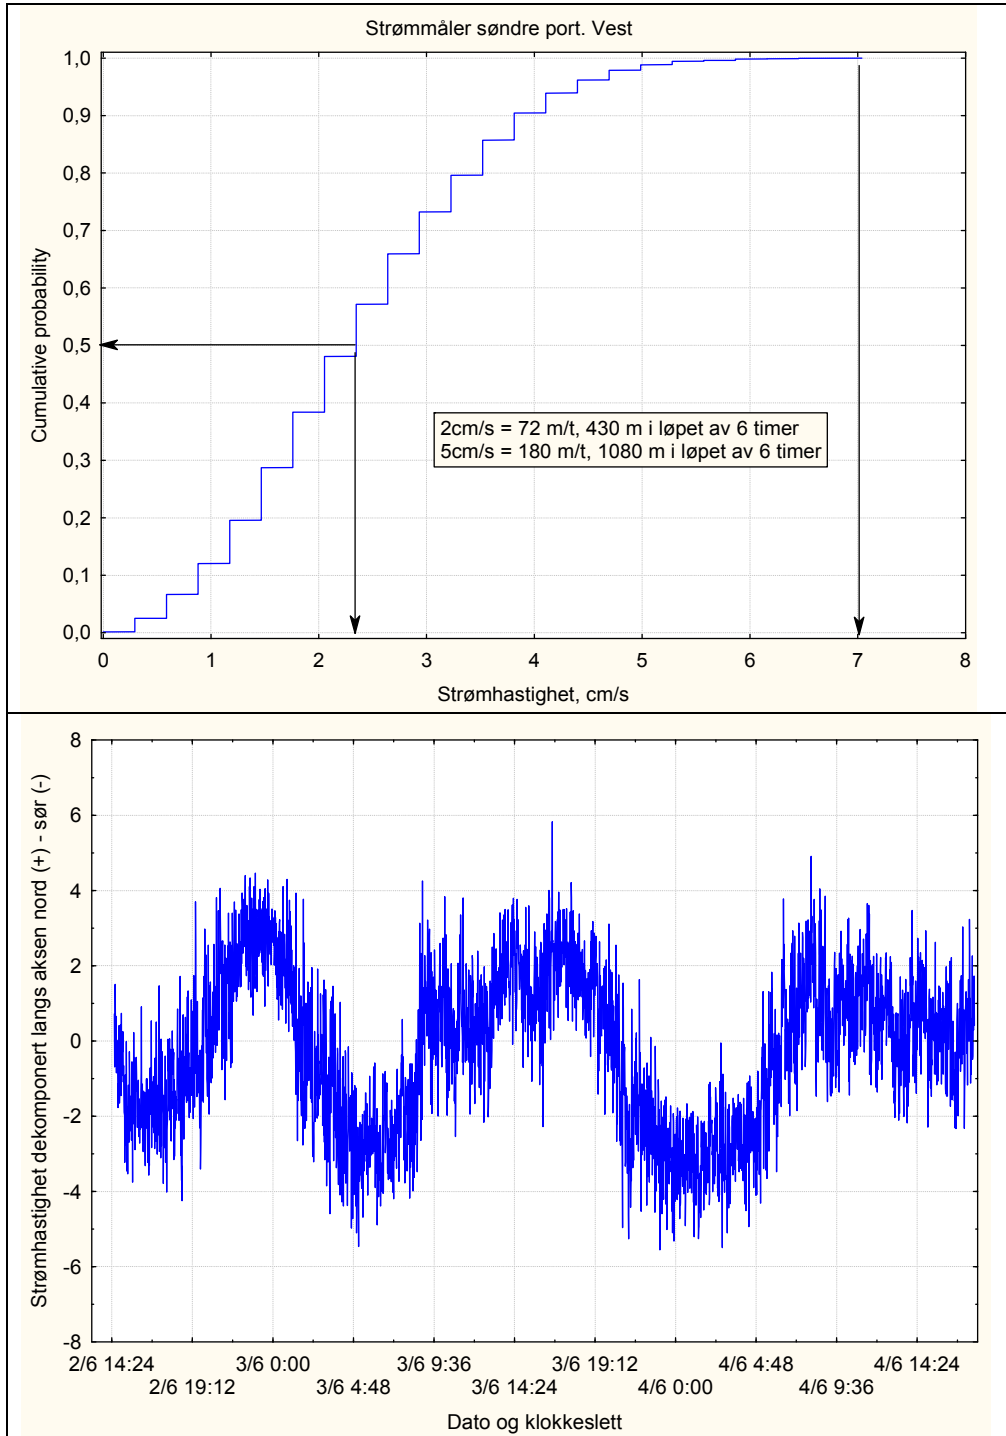 Strømmåler søndre port. Vest
1,0
0,9
0,8
0,7
0,6
0,5
0,4
0,3
0,2
0,1
0,0
Cumulative probability
2cm/s = 72 m/t, 430 m i løpet av 6 timer
5cm/s = 180 m/t, 1080 m i løpet av 6 timer
0 1 2 3 4 5 6 7 8
Strømhastighet, cm/s
8
6
4
2
0
-2
-4
-6
-8
Strømhastighet dekomponert langs aksen nord (+) - sør (-)
2/6 14:24 3/6 0:00 3/6 9:36 3/6 19:12 4/6 4:48 4/6 14:24
2/6 19:12 3/6 4:48 3/6 14:24 4/6 0:00 4/6 9:36
Dato og klokkeslett